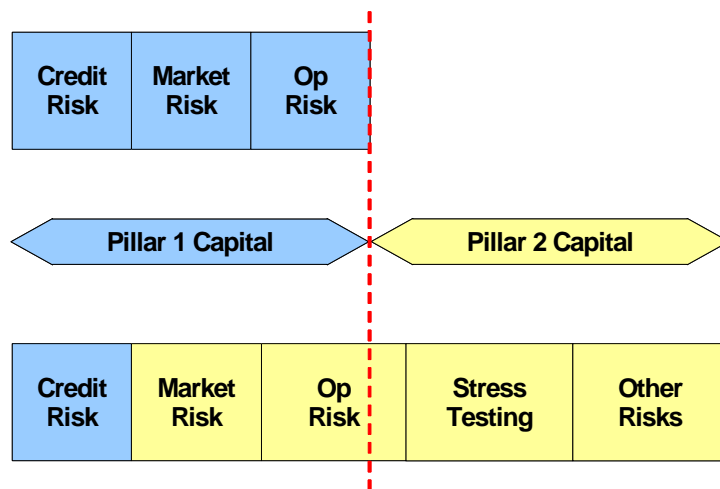 Credit Risk
Market Risk
Op Risk
Pillar 1 Capital
Pillar 2 Capital
Credit Risk
Market Risk
Op Risk
Stress Testing
Other Risks